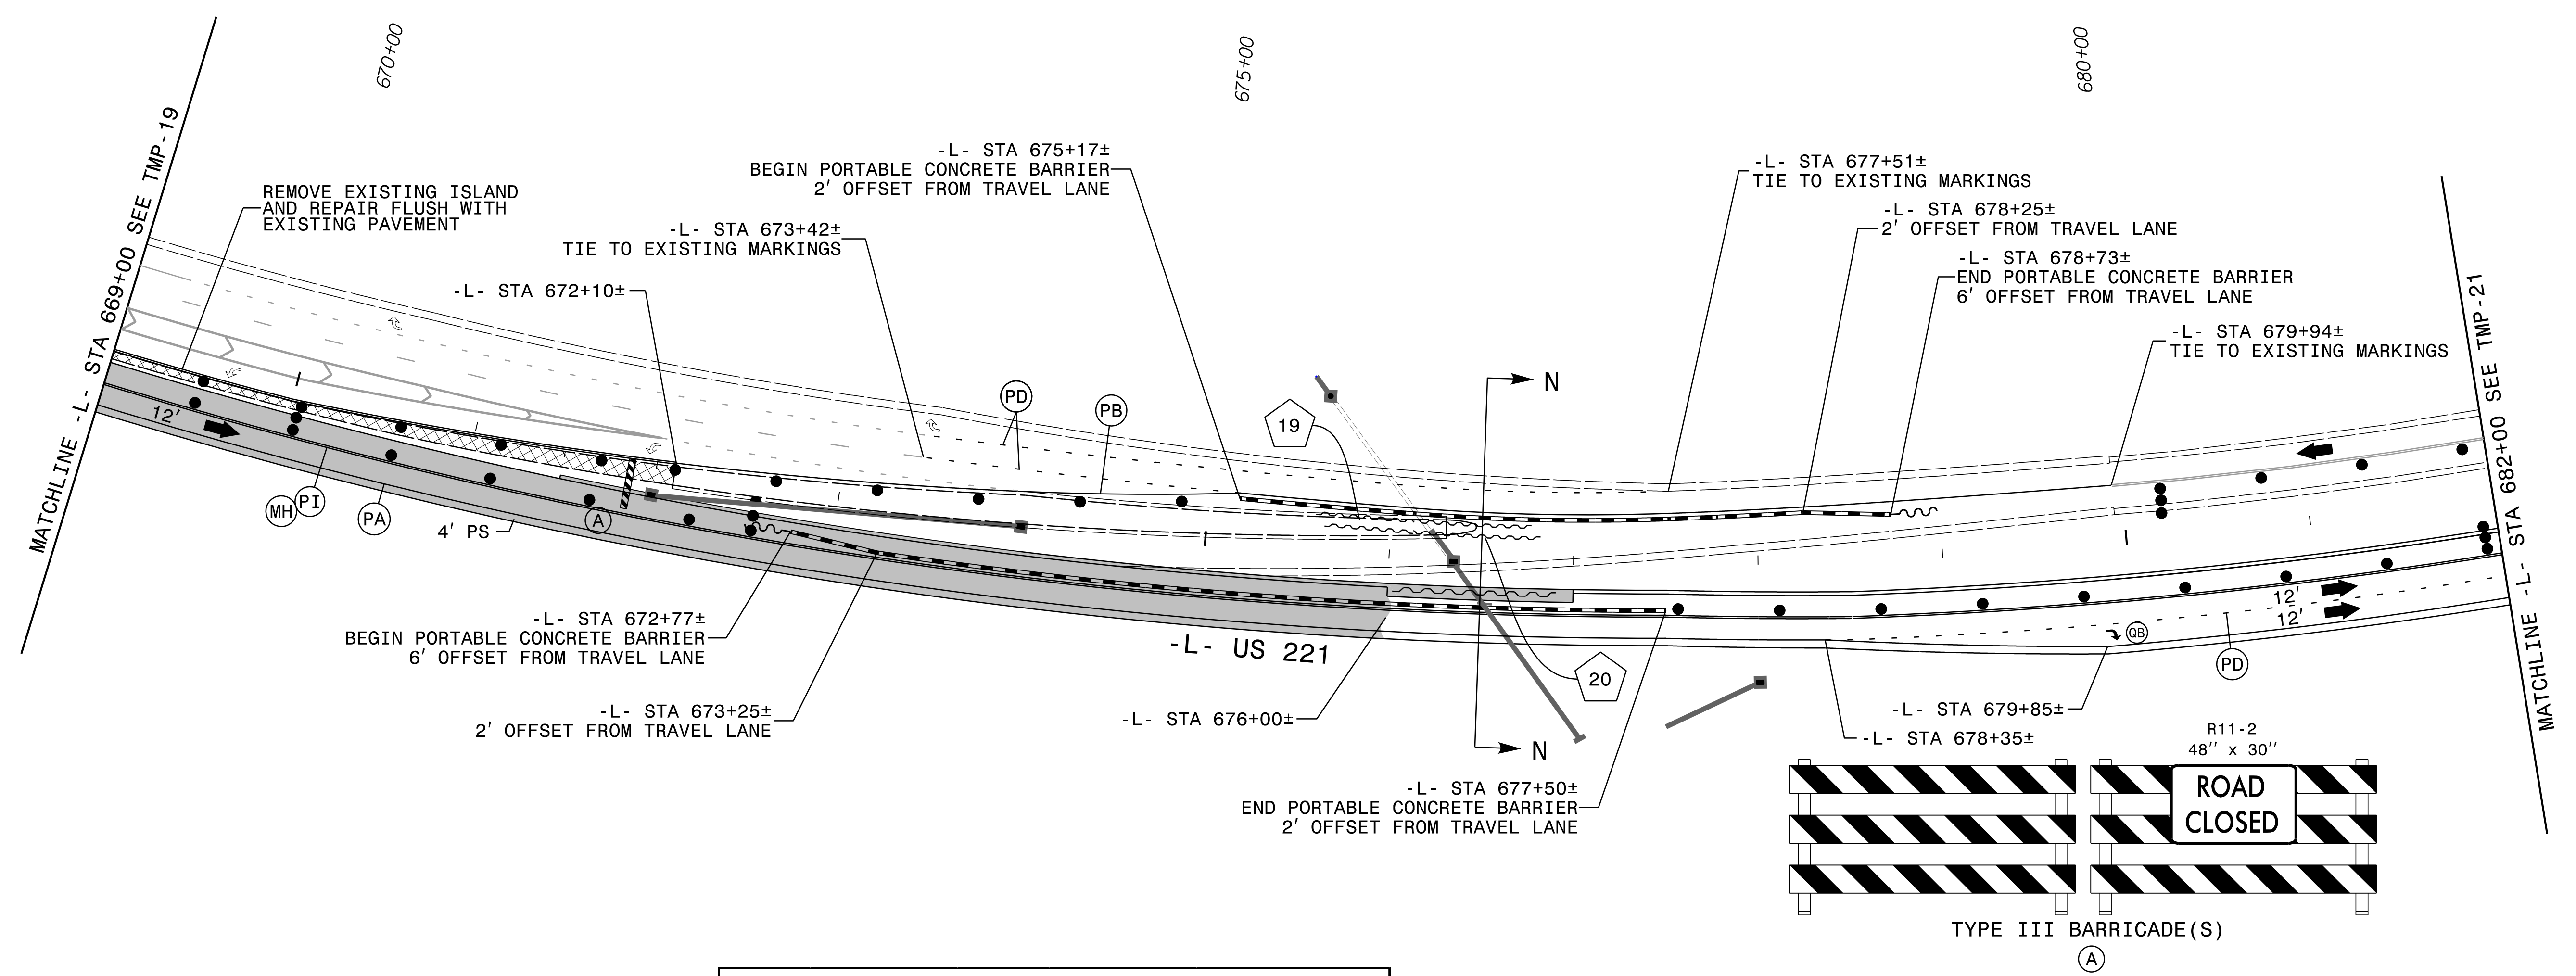 670+00
675+00
680+00
MATCHLINE -L- STA 669+00 SEE TMP-19
REMOVE EXISTING ISLAND
AND REPAIR FLUSH WITH
EXISTING PAVEMENT
-L- STA 675+17±
BEGIN PORTABLE CONCRETE BARRIER
2' OFFSET FROM TRAVEL LANE
-L- STA 673+42±
TIE TO EXISTING MARKINGS
-L- STA 672+10±
-L- STA 677+51±
TIE TO EXISTING MARKINGS
-L- STA 678+25±
2' OFFSET FROM TRAVEL LANE
-L- STA 678+73±
END PORTABLE CONCRETE BARRIER
6' OFFSET FROM TRAVEL LANE
-L- STA 679+94±
TIE TO EXISTING MARKINGS
MATCHLINE -L- STA 682+00 SEE TMP-21
PD
PB
19
N
12'
MH
PI
PA
4' PS
A
-L- STA 672+77±
BEGIN PORTABLE CONCRETE BARRIER
6' OFFSET FROM TRAVEL LANE
-L- STA 673+25±
2' OFFSET FROM TRAVEL LANE
-L- US 221
-L- STA 676+00±
20
N
12'
12'
QB
PD
-L- STA 679+85±
-L- STA 678+35±
-L- STA 677+50±
END PORTABLE CONCRETE BARRIER
2' OFFSET FROM TRAVEL LANE
R11-2
48'' x 30''
ROAD
CLOSED
TYPE III BARRICADE(S)
A